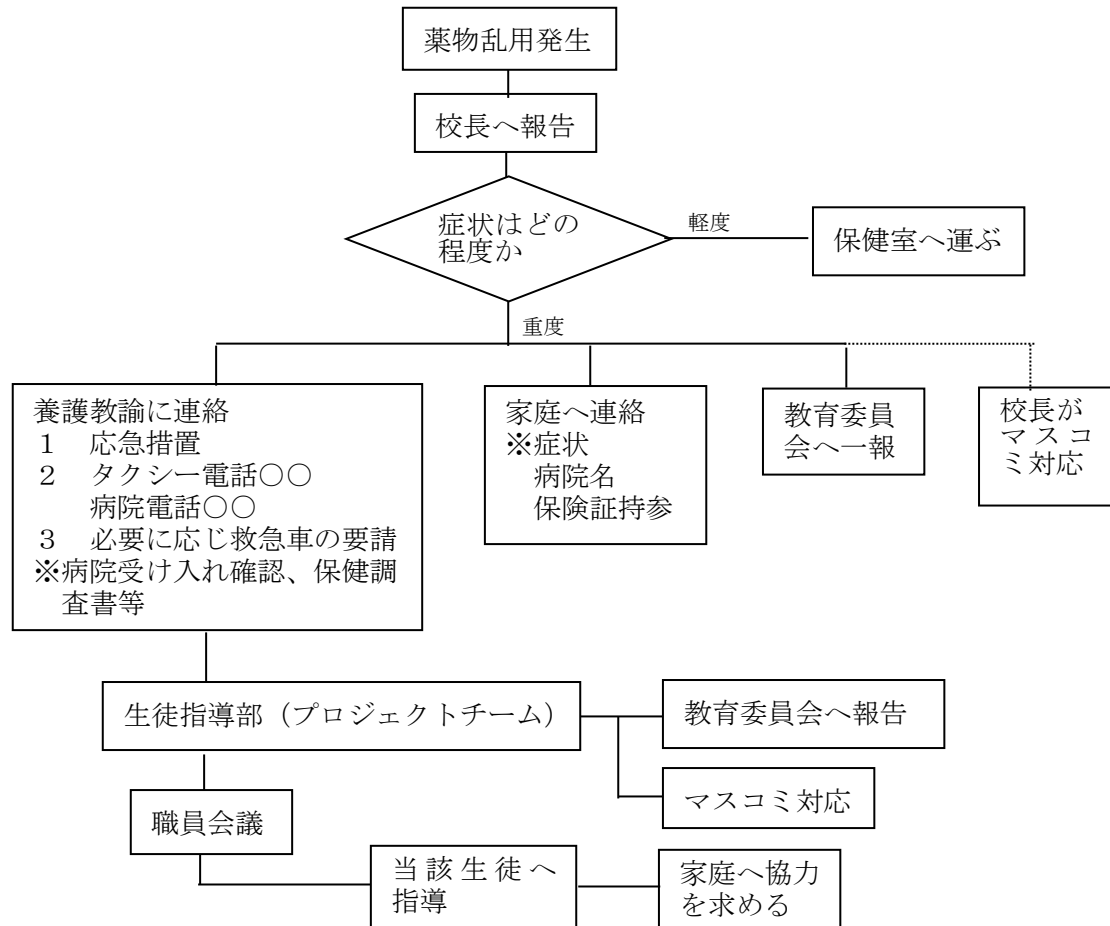 薬物乱用発生
校長へ報告
症状はどの
程度か
軽度
保健室へ運ぶ
重度
養護教諭に連絡
１　応急措置
２　タクシー電話○○
病院電話○○
３　必要に応じ救急車の要請
※病院受け入れ確認、保健調
査書等
家庭へ連絡
※症状
病院名
保険証持参
教育委員
会へ一報
校長が
マスコ
ミ対応
生徒指導部（プロジェクトチーム）
教育委員会へ報告
マスコミ対応
職員会議
当該生徒へ
指導
家庭へ協力
を求める